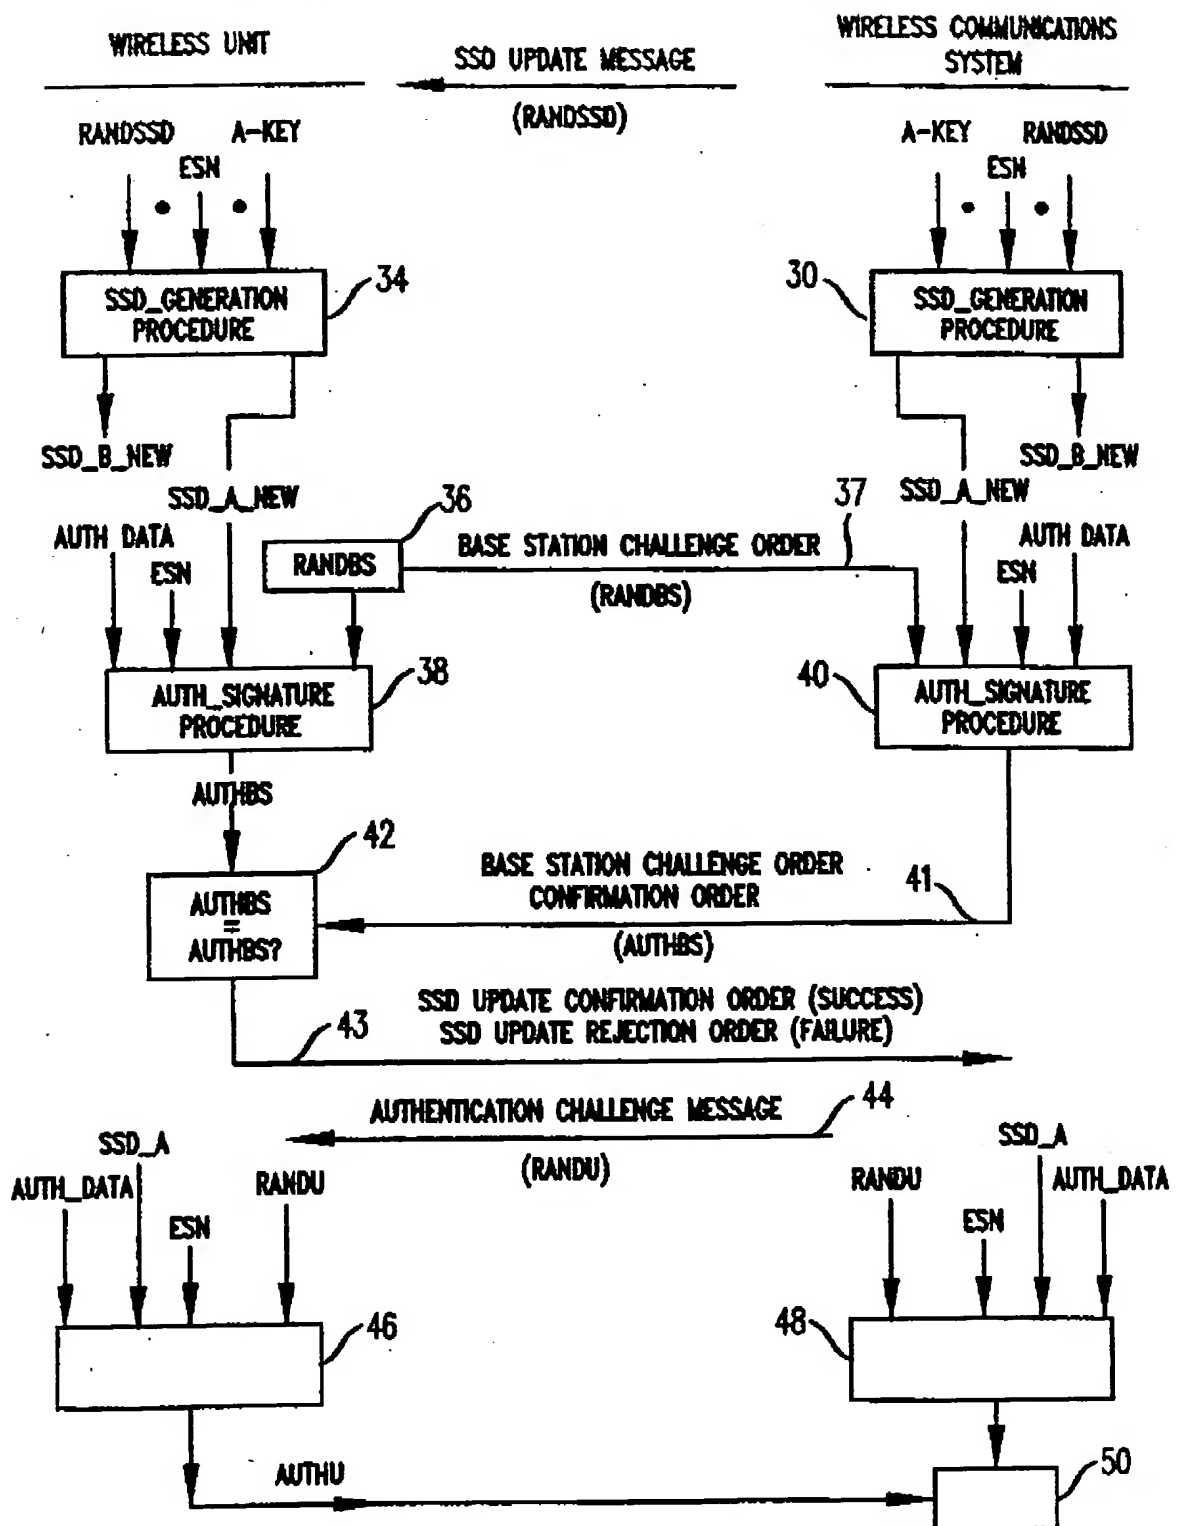 WIRELESS UNIT
SSD UPDATE MESSAGE
(RANDSSD)
WIRELESS COMMUNICATIONS
SYSTEM
RANDSSD
A-KEY
ESN
A-KEY
RANDSSD
ESN
SSD_GENERATION
PROCEDURE
34
30
SSD_GENERATION
PROCEDURE
SSD_B_NEW
SSD_A_NEW
SSD_B_NEW
SSD_A_NEW
AUTH DATA
ESN
36
RANDBS
BASE STATION CHALLENGE ORDER
(RANDBS)
37
AUTH DATA
ESN
AUTH_SIGNATURE
PROCEDURE
38
40
AUTH_SIGNATURE
PROCEDURE
AUTHBS
42
AUTHBS
=
AUTHBS?
BASE STATION CHALLENGE ORDER
CONFIRMATION ORDER
(AUTHBS)
41
SSD UPDATE CONFIRMATION ORDER (SUCCESS)
SSD UPDATE REJECTION ORDER (FAILURE)
43
AUTHENTICATION CHALLENGE MESSAGE
(RANDU)
44
SSD_A
AUTH_DATA
ESN
RANDU
SSD_A
RANDU
ESN
AUTH_DATA
46
48
AUTHU
50